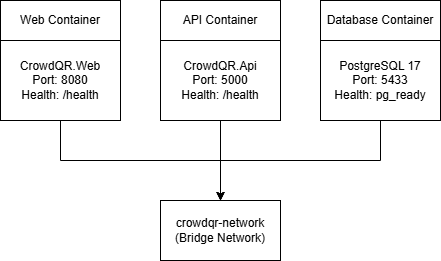 Web Container
CrowdQR.Web
Port: 8080
Health: /health
API Container
CrowdQR.Api
Port: 5000
Health: /health
Database Container
PostgreSQL 17
Port: 5433
Health: pg_ready
crowdqr-network
(Bridge Network)